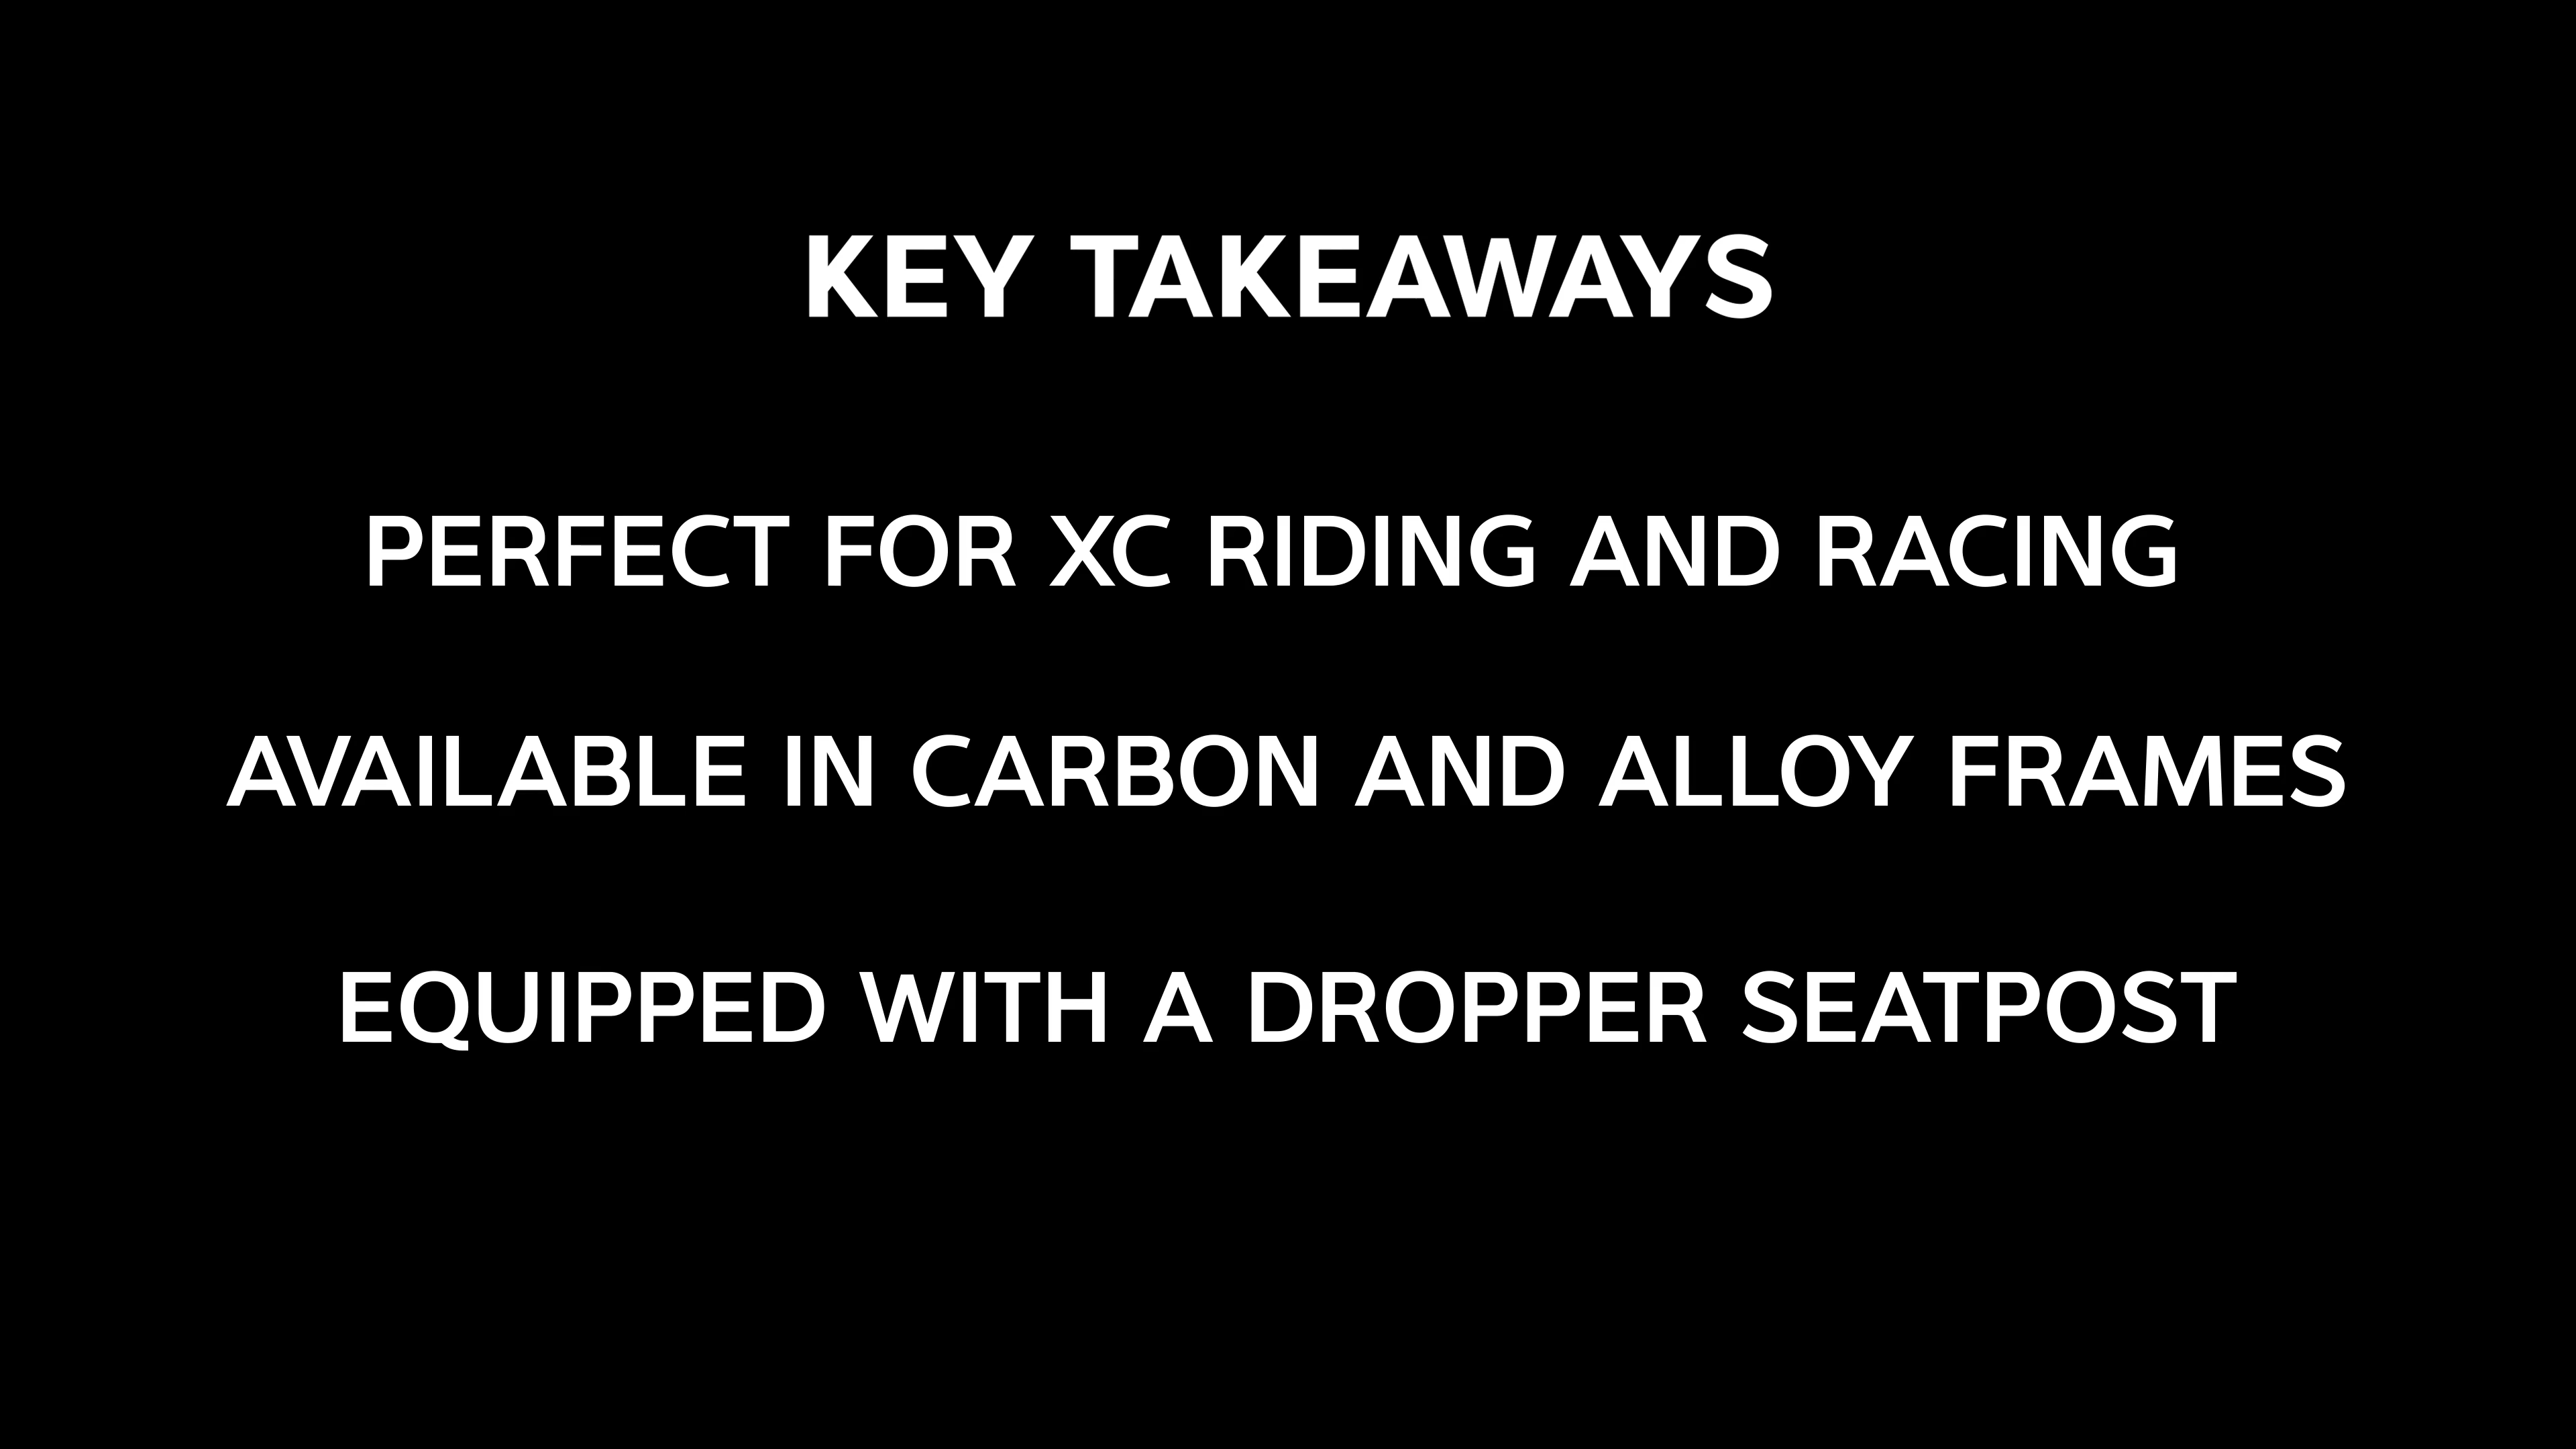 KEY TAKEAWAYS
PERFECT FOR XC RIDING AND RACING
AVAILABLE IN CARBON AND ALLOY FRAMES
EQUIPPED WITH A DROPPER SEATPOST